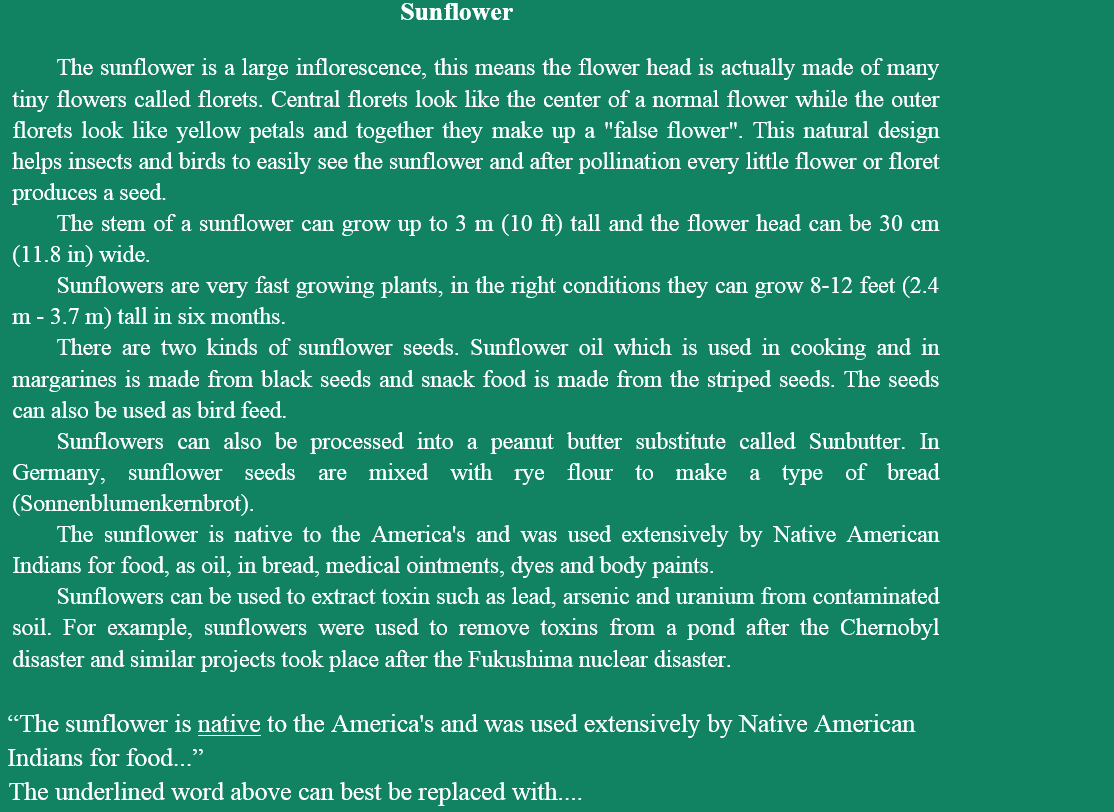 Sunflower
The sunflower is a large inflorescence, this means the flower head is actually made of many
tiny flowers called florets. Central florets look like the center of a normal flower while the outer
florets look like yellow petals and together they make up a "false flower". This natural design
helps insects and birds to easily see the sunflower and after pollination every little flower or floret
produces a seed.
The stem of a sunflower can grow up to 3 m (10 ft) tall and the flower head can be 30 cm
(11.8 in) wide.
Sunflowers are very fast growing plants, in the right conditions they can grow 8-12 feet (2.4
m - 3.7 m) tall in six months.
There are two kinds of sunflower seeds. Sunflower oil which is used in cooking and in
margarines is made from black seeds and snack food is made from the striped seeds. The seeds
can also be used as bird feed.
Sunflowers can also be processed into a peanut butter substitute called Sunbutter. In
Germany, sunflower seeds are mixed with rye flour to make a type of bread
(Sonnenblumenkernbrot).
The sunflower is native to the America's and was used extensively by Native American
Indians for food, as oil, in bread, medical ointments, dyes and body paints.
Sunflowers can be used to extract toxin such as lead, arsenic and uranium from contaminated
soil. For example, sunflowers were used to remove toxins from a pond after the Chernobyl
disaster and similar projects took place after the Fukushima nuclear disaster.
“The sunflower is native to the America's and was used extensively by Native American
Indians for food...”
The underlined word above can best be replaced with....